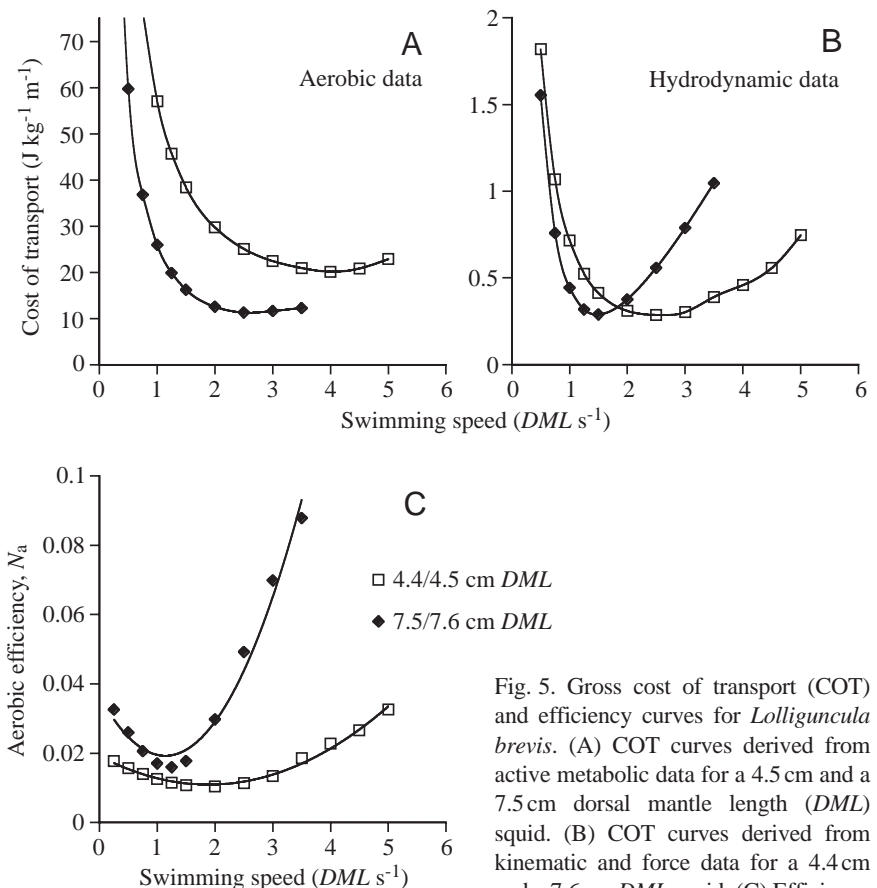 A
Aerobic data
Cost of transport (J kg⁻¹ m⁻¹)
70
60
50
40
30
20
10
0
0 1 2 3 4 5 6
B
Hydrodynamic data
2
1.5
1
0.5
0
0 1 2 3 4 5 6
Swimming speed (DML s⁻¹)
C
Aerobic efficiency, Nₐ
0.1
0.08
0.06
0.04
0.02
0
0 1 2 3 4 5 6
Swimming speed (DML s⁻¹)
4.4/4.5 cm DML
7.5/7.6 cm DML
Fig. 5. Gross cost of transport (COT)
and efficiency curves for Lolliguncula
brevis. (A) COT curves derived from
active metabolic data for a 4.5 cm and a
7.5 cm dorsal mantle length (DML)
squid. (B) COT curves derived from
kinematic and force data for a 4.4 cm